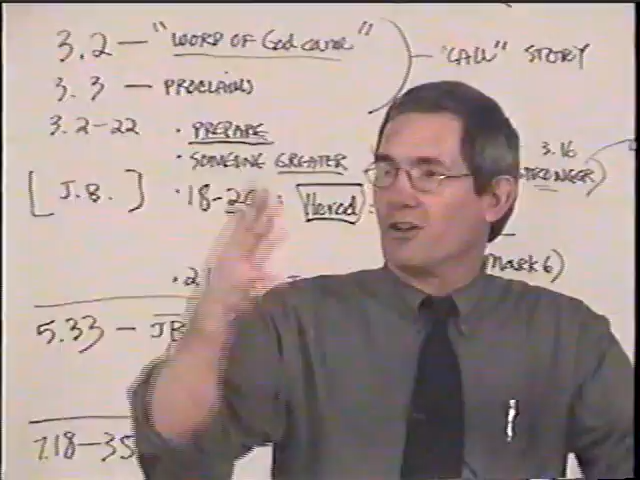 3.2 — "WORD OF God came" — "CALL" STORY
3.3 — PROCLAIMS
3.2-22 • PREPARE
• SOMEONE GREATER 3.16
[J.B.] • 18-20: Herod
(Mark 6)
5.33 — JB
7.18-35